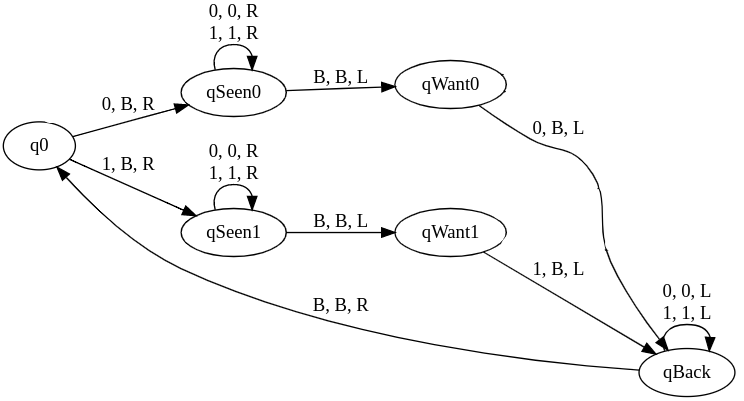 0, 0, R
1, 1, R
qSeen0
B, B, L
qWant0
0, B, R
0, B, L
q0
1, B, R
0, 0, R
1, 1, R
qSeen1
B, B, L
qWant1
1, B, L
0, 0, L
1, 1, L
B, B, R
qBack